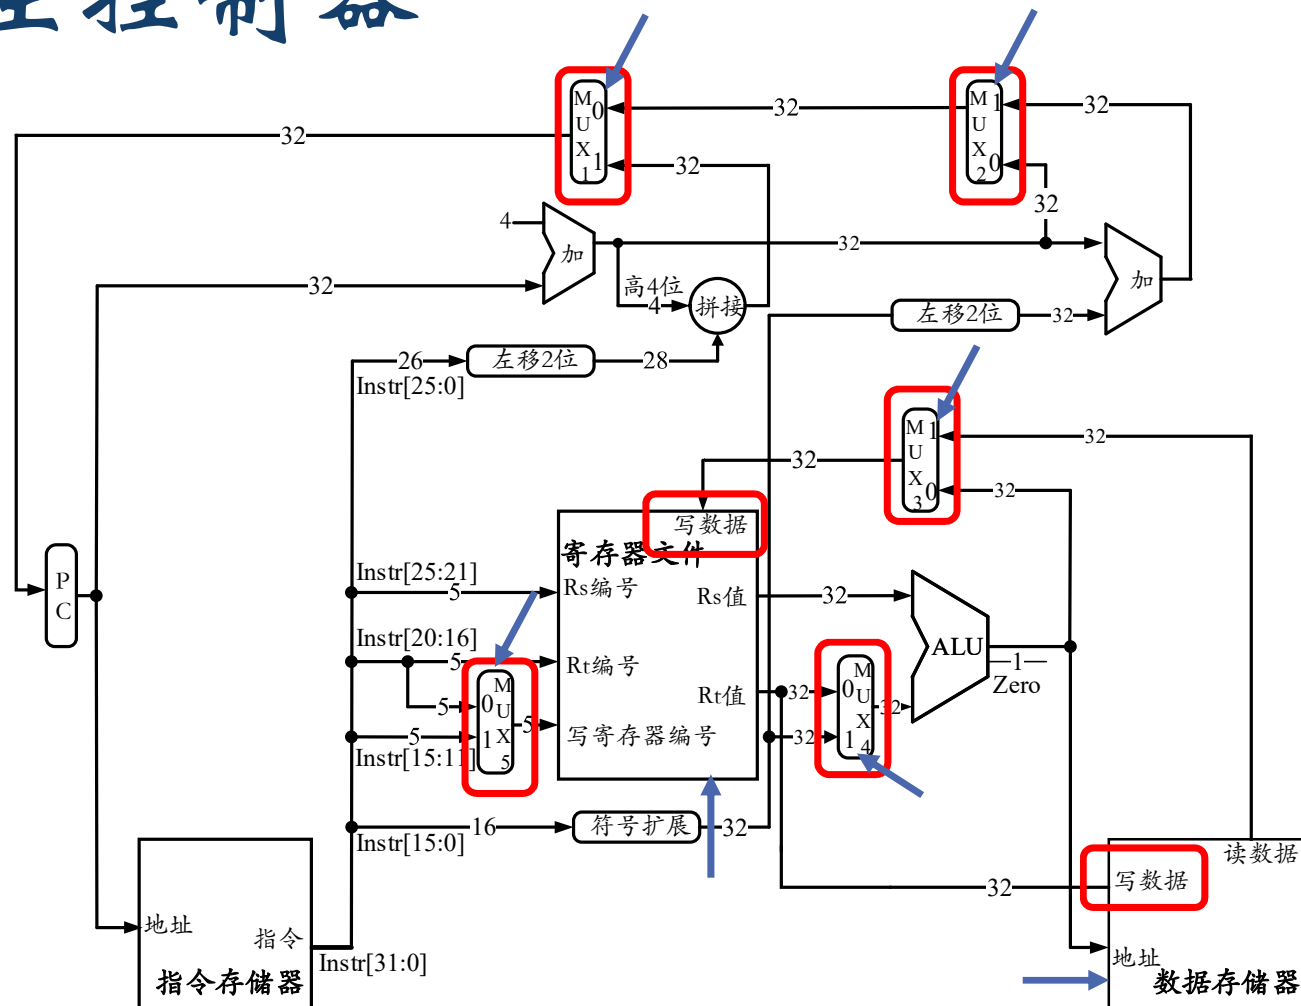 控制器
M 0
U
X 1
1
M 1
U
X 0
2
32
32
32
32
32
32
4
加
32
32
高4位
4
拼接
加
左移2位
32
26
左移2位
28
Instr[25:0]
M 1
U
X 0
3
32
32
32
写数据
寄存器文件
PC
Instr[25:21]
5
Rs编号
Rs值
32
ALU
1
Zero
Instr[20:16]
5
Rt编号
Rt值
32
0 M
U
X
1 4
32
32
5
0 M
U
1 X
5
5
写寄存器编号
5
Instr[15:11]
16
符号扩展
32
Instr[15:0]
读数据
写数据
32
地址
指令
Instr[31:0]
指令存储器
地址
数据存储器